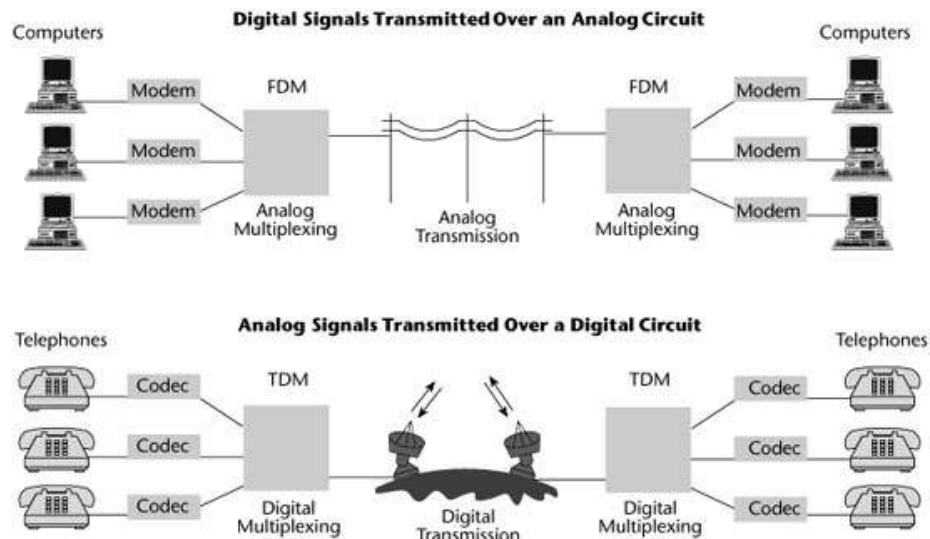 Digital Signals Transmitted Over an Analog Circuit
Computers
Computers
Modem
FDM
FDM
Modem
Modem
Modem
Modem
Modem
Analog
Multiplexing
Analog
Transmission
Analog
Multiplexing
Analog Signals Transmitted Over a Digital Circuit
Telephones
Telephones
Codec
TDM
TDM
Codec
Codec
Codec
Codec
Codec
Digital
Multiplexing
Digital
Transmission
Digital
Multiplexing